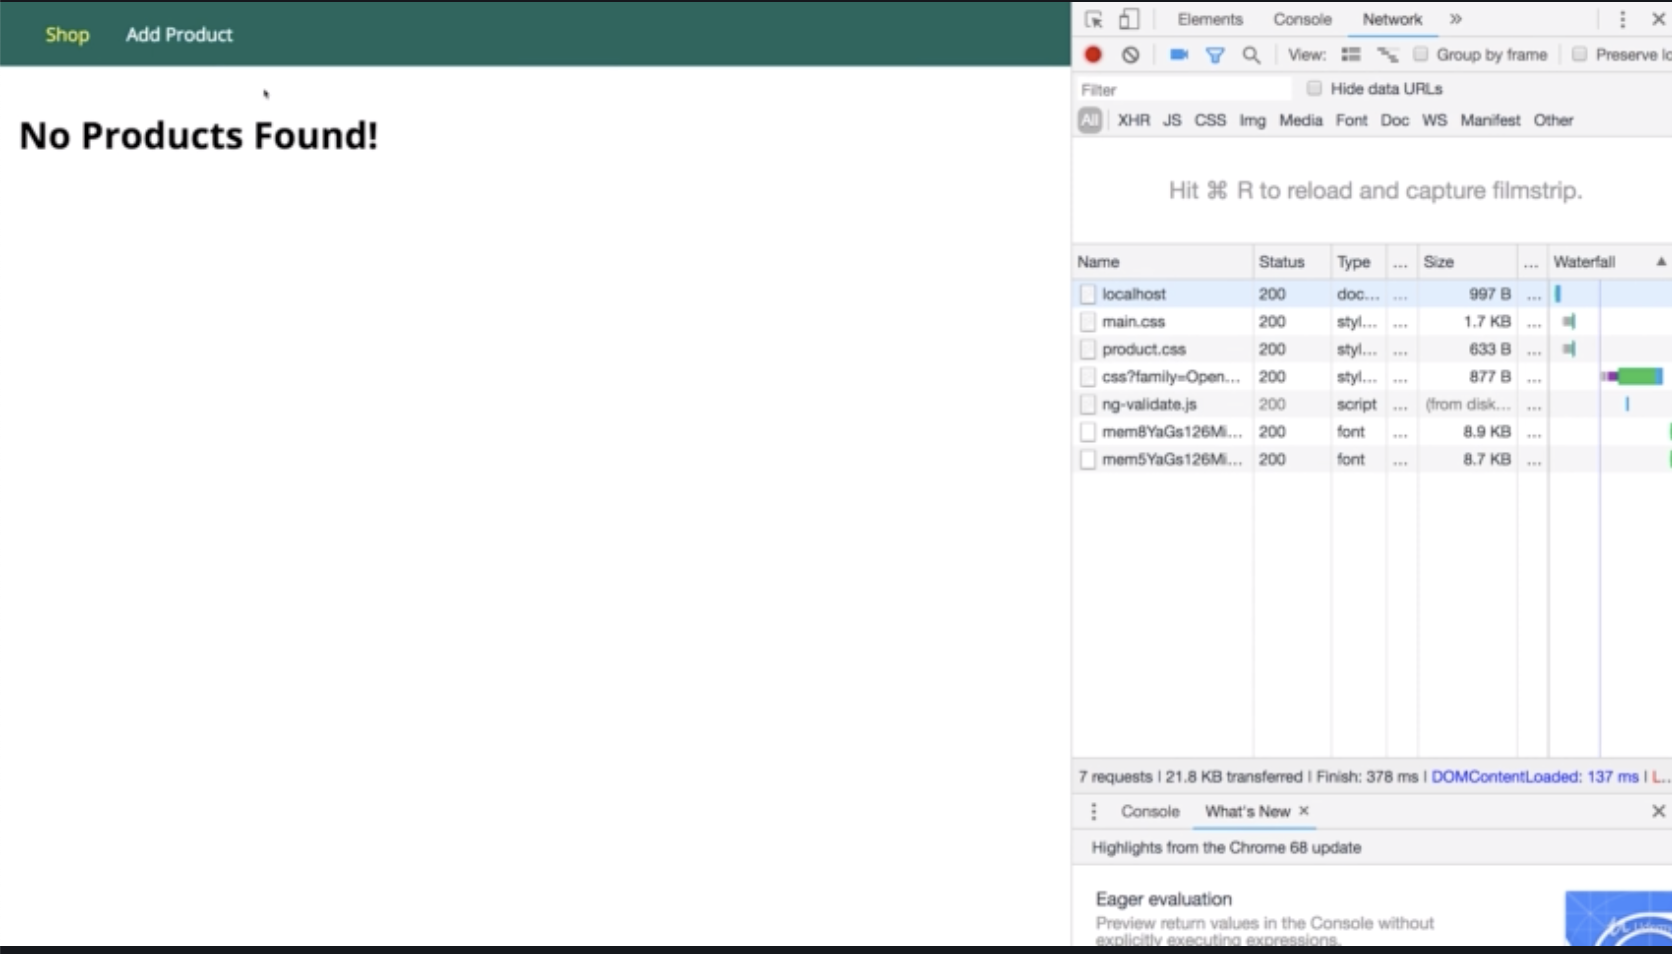 Shop Add Product
No Products Found!
Elements Console Network »
View: Group by frame Preserve lo
Filter Hide data URLs
All XHR JS CSS Img Media Font Doc WS Manifest Other
Hit ⌘ R to reload and capture filmstrip.
Name Status Type ... Size ... Waterfall ▲
localhost 200 doc... ... 997 B ...
main.css 200 styl... ... 1.7 KB ...
product.css 200 styl... ... 633 B ...
css?family=Open... 200 styl... ... 877 B ...
ng-validate.js 200 script ... (from disk... ...
mem8YaGs126Mi... 200 font ... 8.9 KB ...
mem5YaGs126Mi... 200 font ... 8.7 KB ...
7 requests | 21.8 KB transferred | Finish: 378 ms | DOMContentLoaded: 137 ms | L...
Console What's New ×
Highlights from the Chrome 68 update
Eager evaluation
Preview return values in the Console without
explicitly executing expressions.